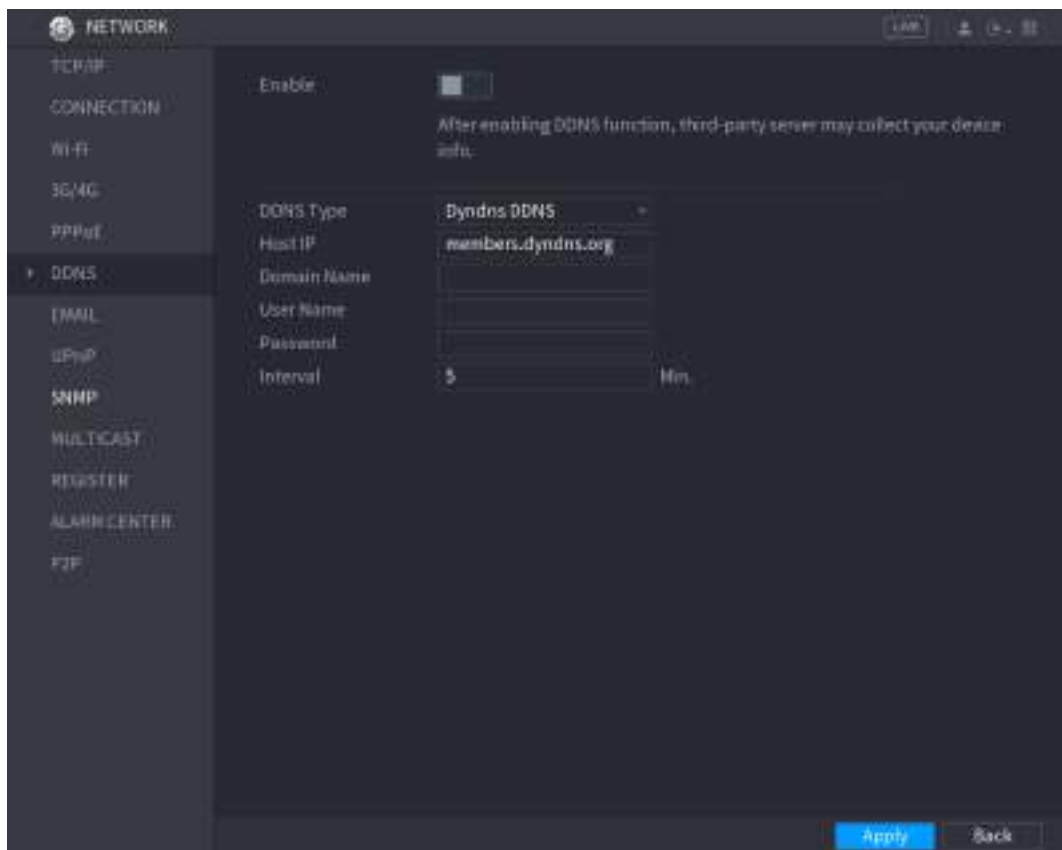 NETWORK
LIVE
TCP/IP
CONNECTION
Wi-Fi
3G/4G
PPPoE
DDNS
EMAIL
UPnP
SNMP
MULTICAST
REGISTER
ALARM CENTER
P2P
Enable
After enabling DDNS function, third-party server may collect your device
info.
DDNS Type Dyndns DDNS
Host IP members.dyndns.org
Domain Name
User Name
Password
Interval 5 Min.
Apply Back